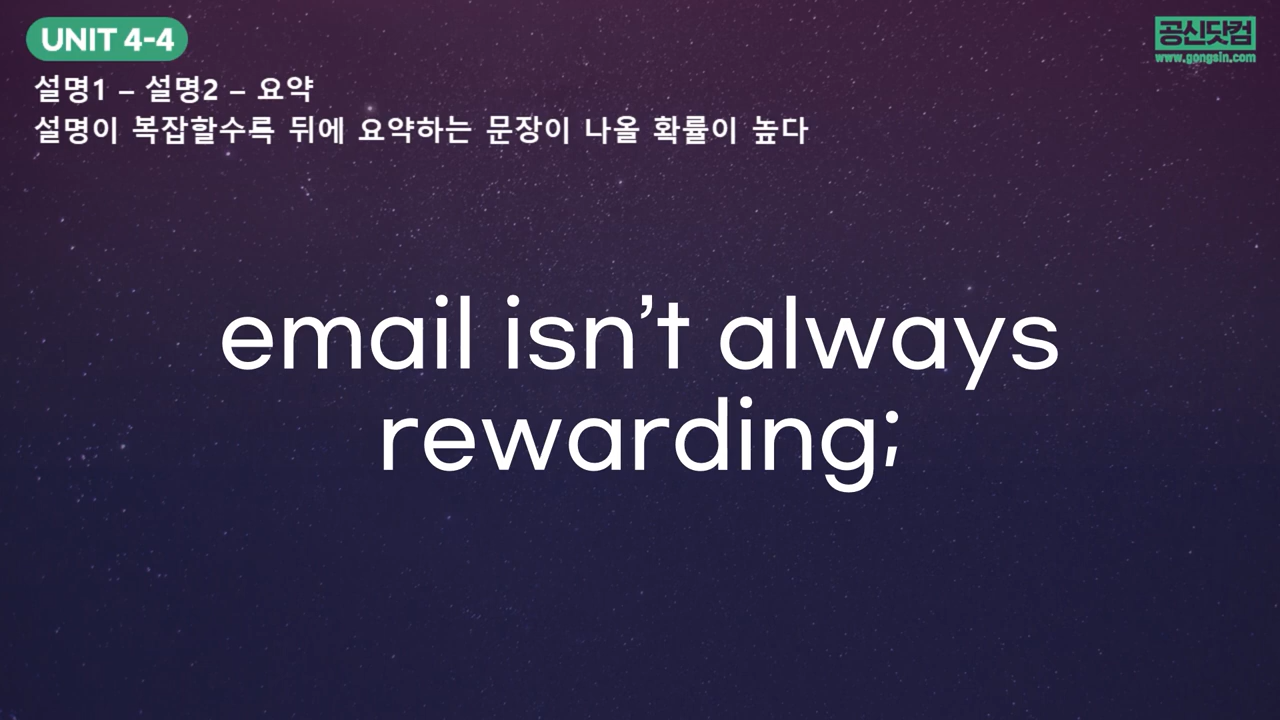 UNIT 4-4
공신닷컴
www.gongsin.com
설명1 – 설명2 – 요약
설명이 복잡할수록 뒤에 요약하는 문장이 나올 확률이 높다
email isn’t always
rewarding;